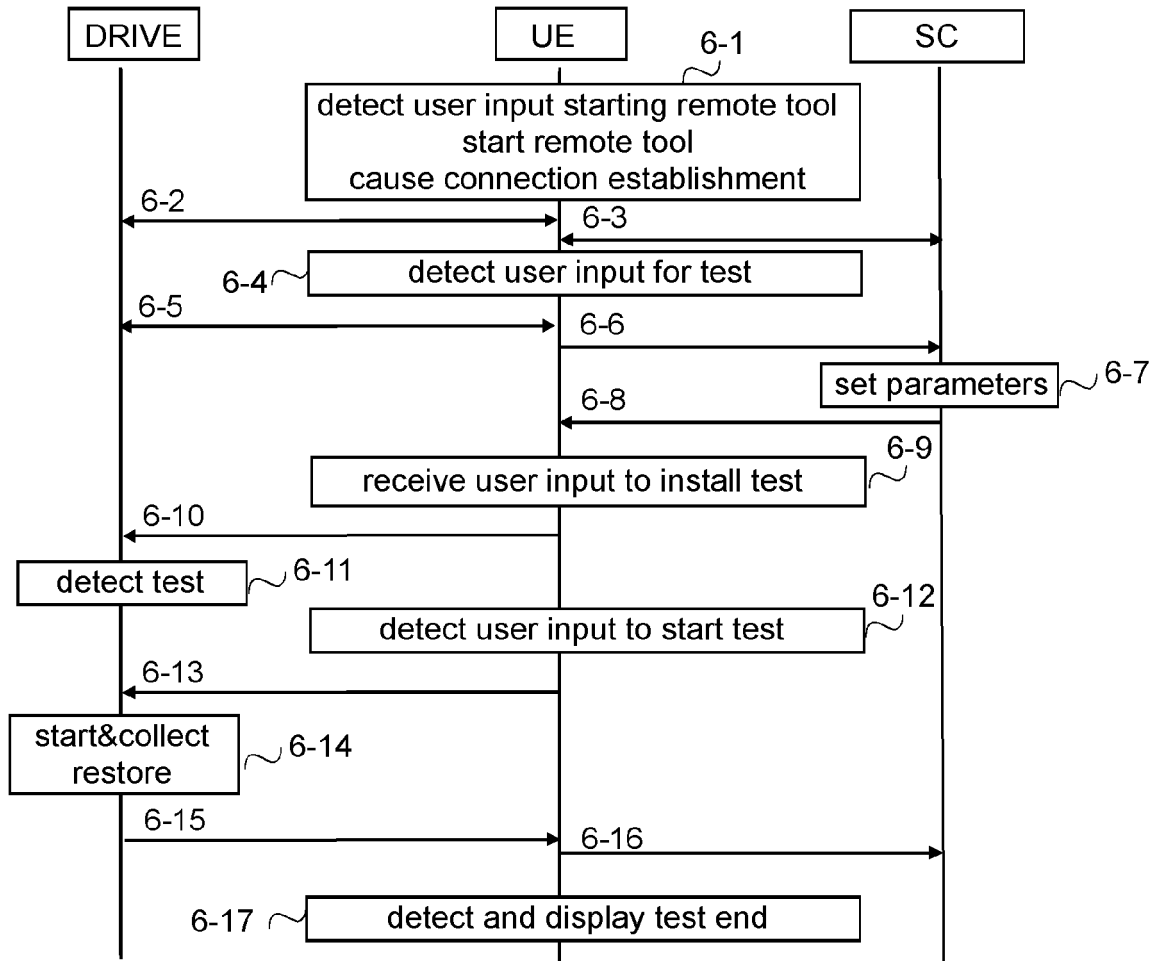 DRIVE
UE
SC
6-1
detect user input starting remote tool
start remote tool
cause connection establishment
6-2
6-3
6-4
detect user input for test
6-5
6-6
set parameters
6-7
6-8
6-9
receive user input to install test
6-10
detect test
6-11
6-12
detect user input to start test
6-13
start&collect
restore
6-14
6-15
6-16
6-17
detect and display test end